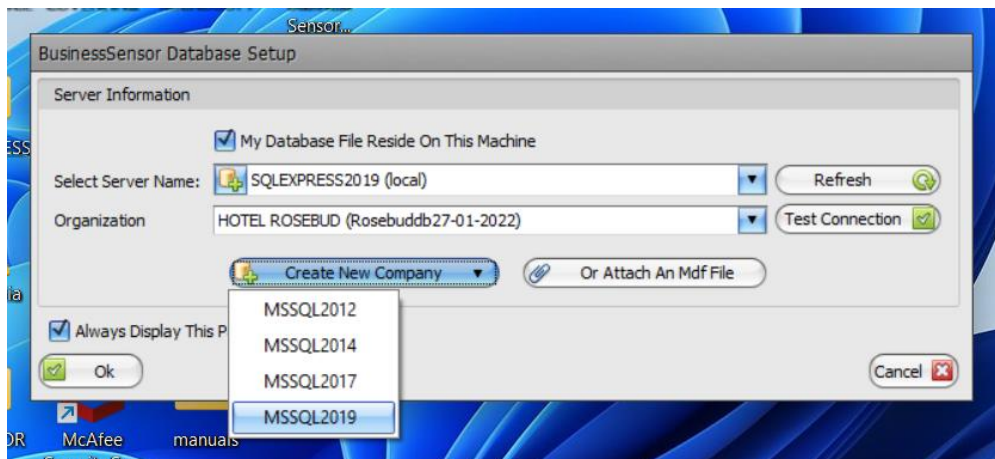 Sensor...
BusinessSensor Database Setup
Server Information
My Database File Reside On This Machine
Select Server Name: SQLEXPRESS2019 (local) Refresh
Organization HOTEL ROSEBUD (Rosebuddb27-01-2022) Test Connection
Create New Company Or Attach An Mdf File
MSSQL2012
Always Display This P
MSSQL2014
Ok Cancel
MSSQL2017
MSSQL2019
McAfee manuals